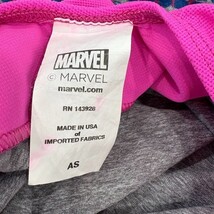 MARVEL
© MARVEL
marvel.com
RN 143920
MADE IN USA
of
IMPORTED FABRICS
AS